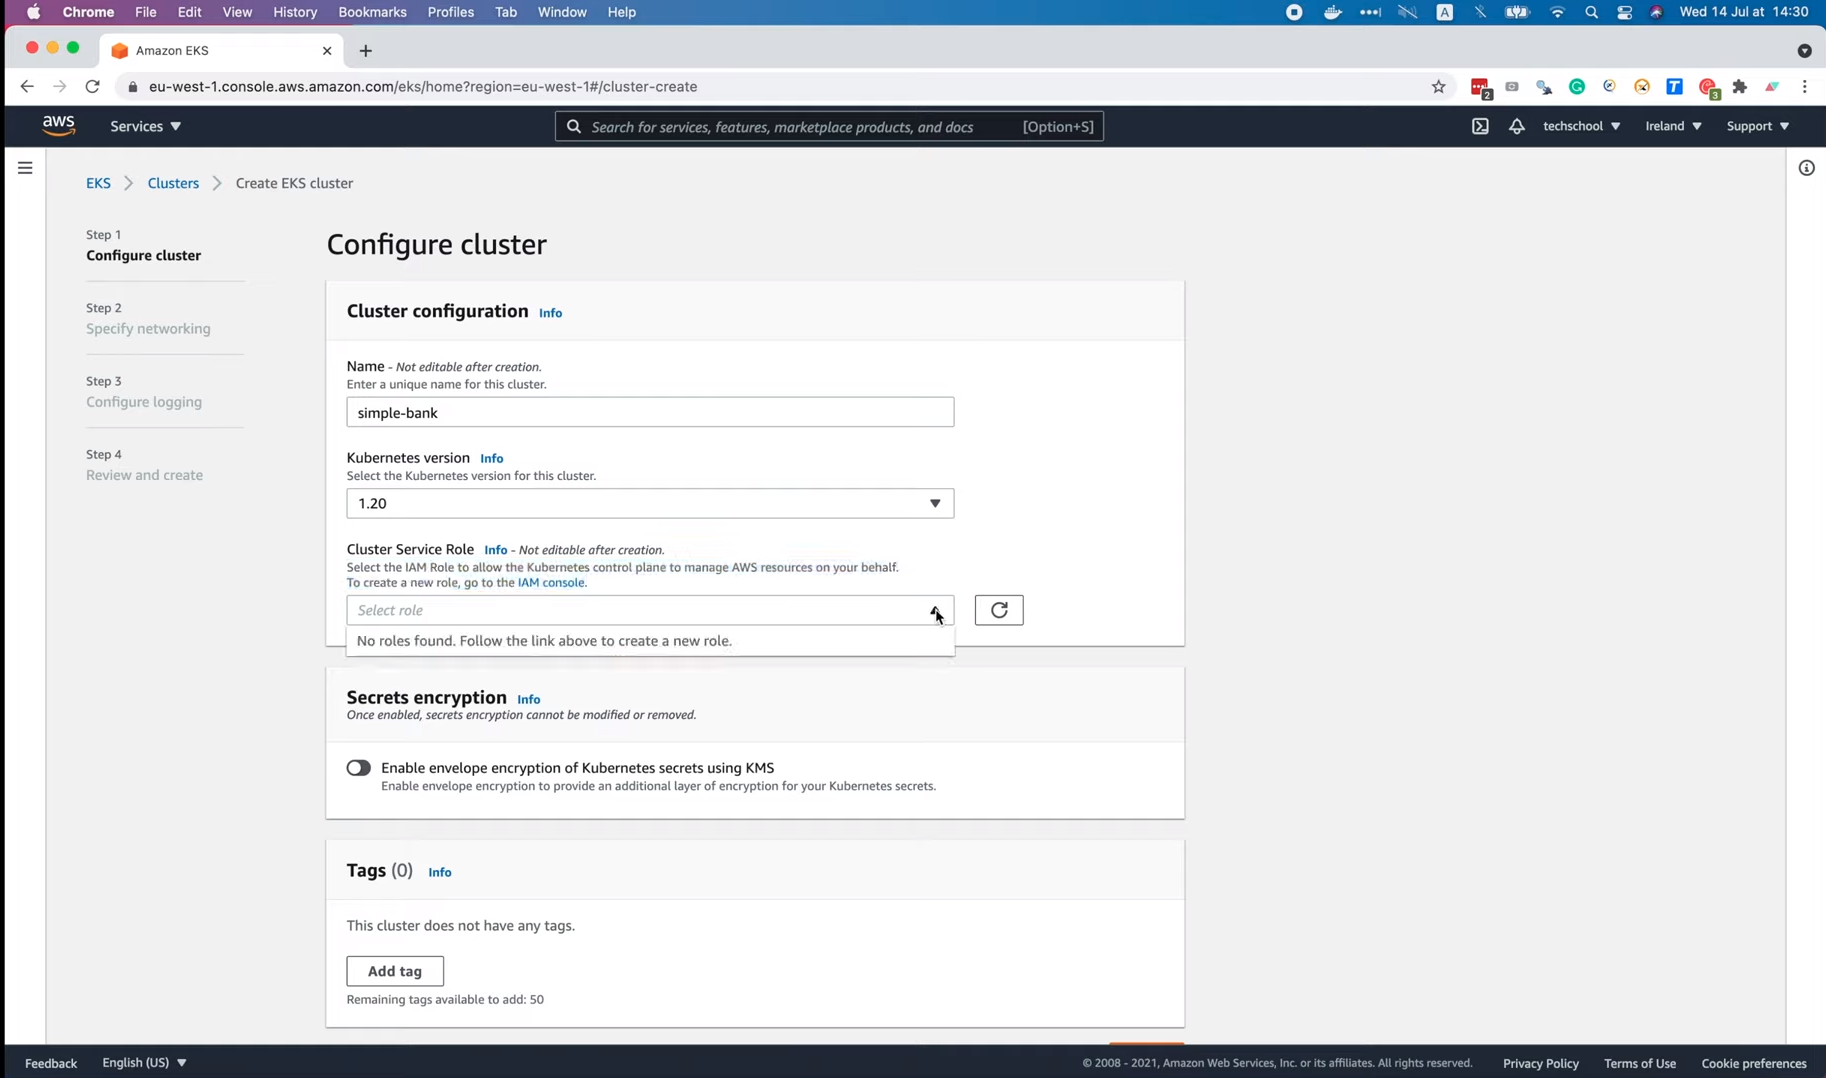 Chrome File Edit View History Bookmarks Profiles Tab Window Help
A
Wed 14 Jul at 14:30
Amazon EKS
eu-west-1.console.aws.amazon.com/eks/home?region=eu-west-1#/cluster-create
2
T
3
aws
Services
Search for services, features, marketplace products, and docs [Option+S]
techschool
Ireland
Support
EKS
Clusters
Create EKS cluster
Step 1
Configure cluster
Step 2
Specify networking
Step 3
Configure logging
Step 4
Review and create
Configure cluster
Cluster configuration Info
Name - Not editable after creation.
Enter a unique name for this cluster.
simple-bank
Kubernetes version Info
Select the Kubernetes version for this cluster.
1.20
Cluster Service Role Info - Not editable after creation.
Select the IAM Role to allow the Kubernetes control plane to manage AWS resources on your behalf.
To create a new role, go to the IAM console.
Select role
No roles found. Follow the link above to create a new role.
Secrets encryption Info
Once enabled, secrets encryption cannot be modified or removed.
Enable envelope encryption of Kubernetes secrets using KMS
Enable envelope encryption to provide an additional layer of encryption for your Kubernetes secrets.
Tags (0) Info
This cluster does not have any tags.
Add tag
Remaining tags available to add: 50
Feedback
English (US)
© 2008 - 2021, Amazon Web Services, Inc. or its affiliates. All rights reserved.
Privacy Policy
Terms of Use
Cookie preferences